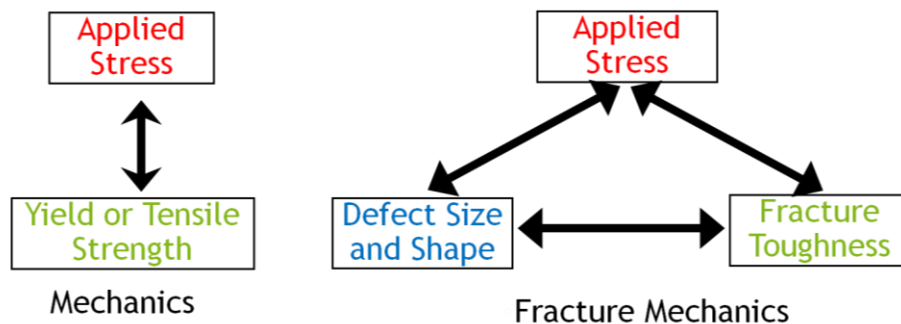 Applied
Stress
Yield or Tensile
Strength
Mechanics
Applied
Stress
Defect Size
and Shape
Fracture
Toughness
Fracture Mechanics